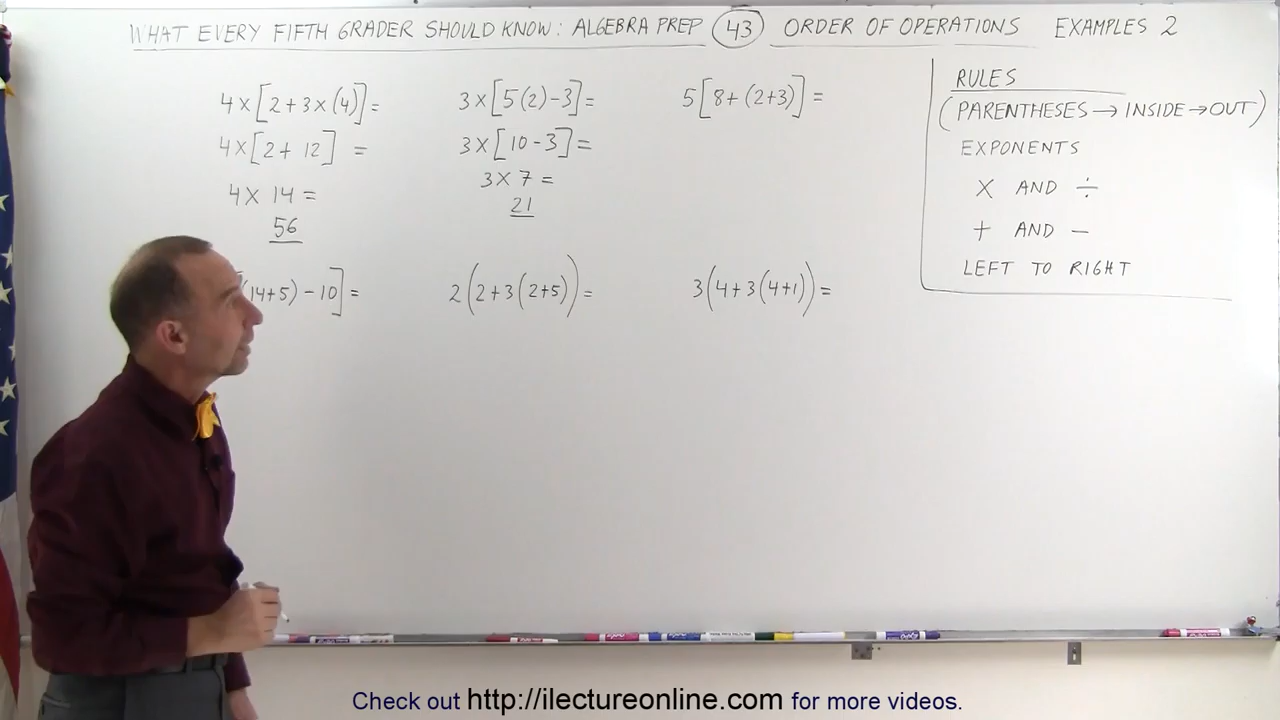 WHAT EVERY FIFTH GRADER SHOULD KNOW: ALGEBRA PREP 43 ORDER OF OPERATIONS EXAMPLES 2
4×[2+3×(4)]=
4×[2+ 12] =
4× 14 =
56
3×[5(2)-3]=
3×[10-3]=
3×7 =
21
5[8+(2+3)] =
RULES
(PARENTHESES → INSIDE → OUT)
EXPONENTS
× AND ÷
+ AND −
LEFT TO RIGHT
(14+5) - 10] =
2(2+3(2+5)) =
3(4+3(4+1)) =
Check out http://ilectureonline.com for more videos.